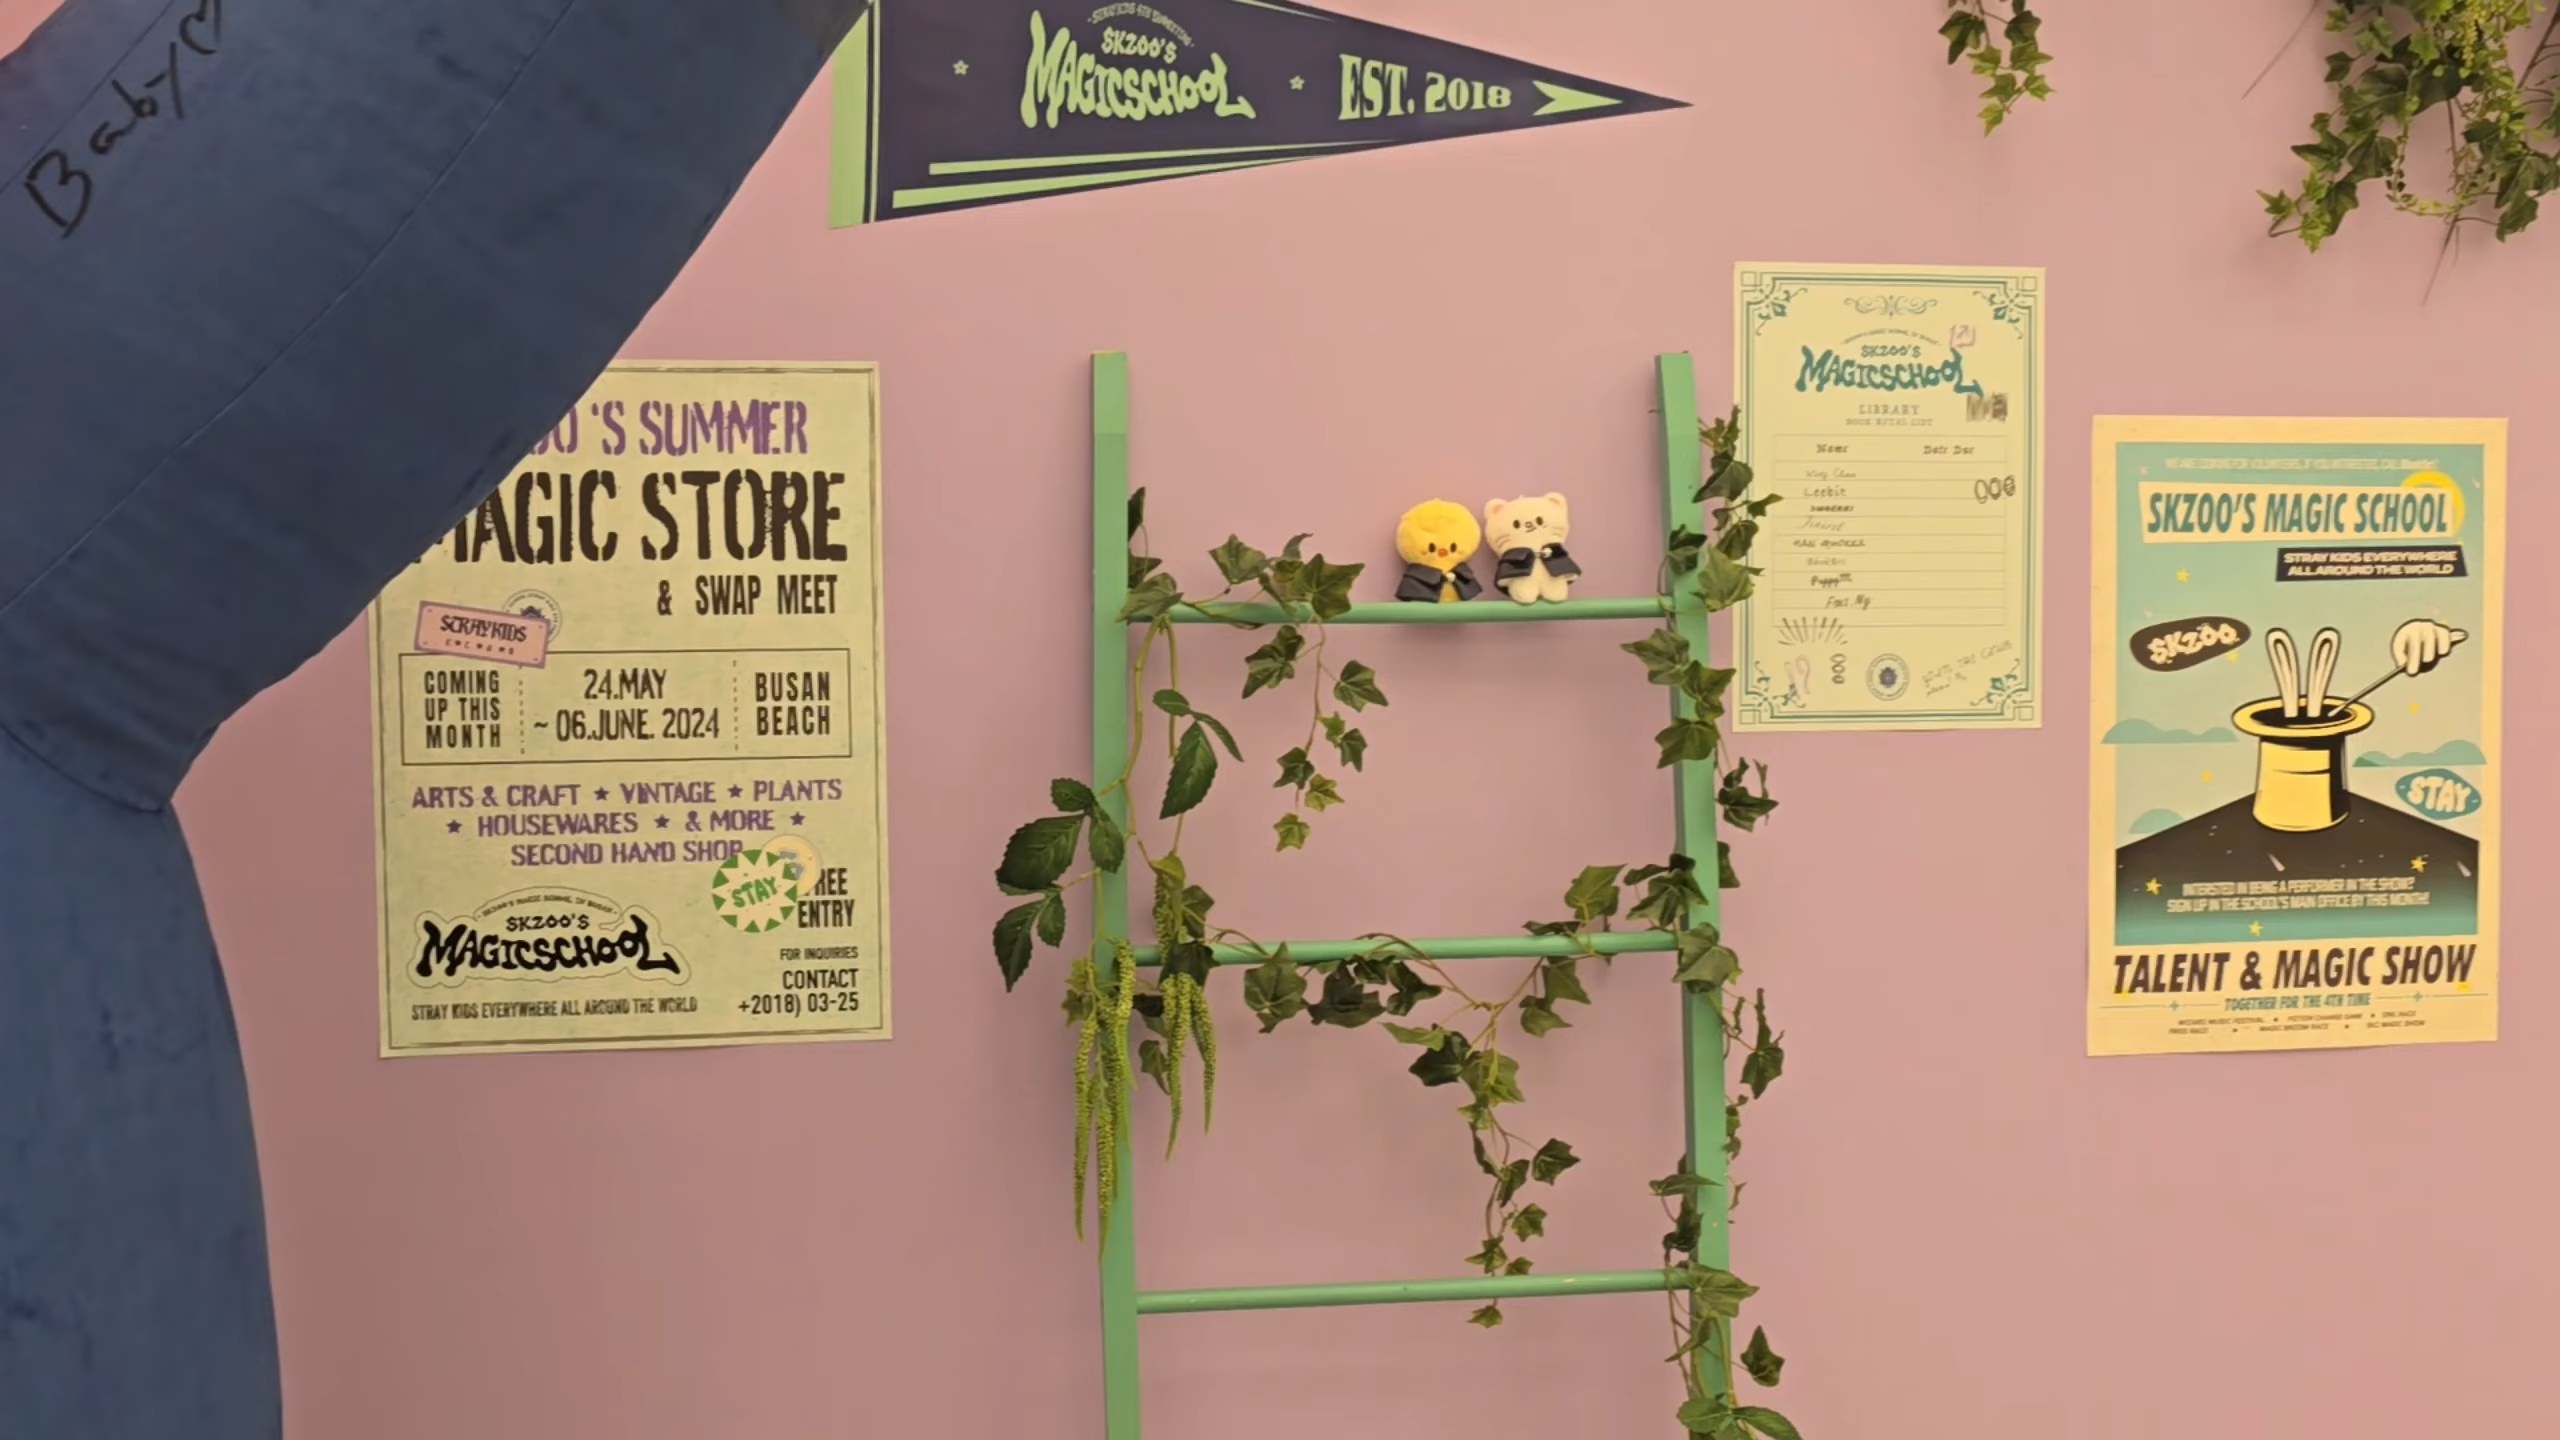 Baby♡
SKZOO'S
MAGICSCHOOL
EST. 2018
'S SUMMER
MAGIC STORE
& SWAP MEET
STRAY KIDS
COMING
UP THIS
MONTH
24.MAY
~ 06.JUNE. 2024
BUSAN
BEACH
ARTS & CRAFT ★ VINTAGE ★ PLANTS
★ HOUSEWARES ★ & MORE ★
SECOND HAND SHOP
STAY
ENTRY
SKZOO'S
MAGICSCHOOL
STRAY KIDS EVERYWHERE ALL AROUND THE WORLD
FOR INQUIRIES
CONTACT
+2018) 03-25
SKZOO'S
MAGICSCHOOL
LIBRARY
Name Date Due
Leebit
Puppy
SKZOO'S MAGIC SCHOOL
STRAY KIDS EVERYWHERE
ALL AROUND THE WORLD
SKZOO
STAY
INTERSTED IN BEING A PERFORMER IN THE SHOW?
SIGN UP IN THE SCHOOL'S MAIN OFFICE BY THIS MONTH!
TALENT & MAGIC SHOW
TOGETHER FOR THE 4TH TIME